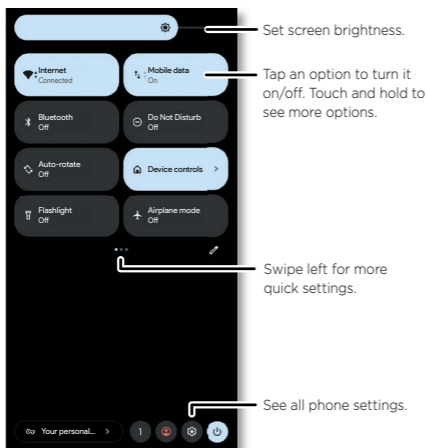 Set screen brightness.
Internet
Connected
Mobile data
On
Tap an option to turn it
on/off. Touch and hold to
see more options.
Bluetooth
Off
Do Not Disturb
Off
Auto-rotate
Off
Device controls
Flashlight
Off
Airplane mode
Off
Swipe left for more
quick settings.
See all phone settings.
Your personal...
1